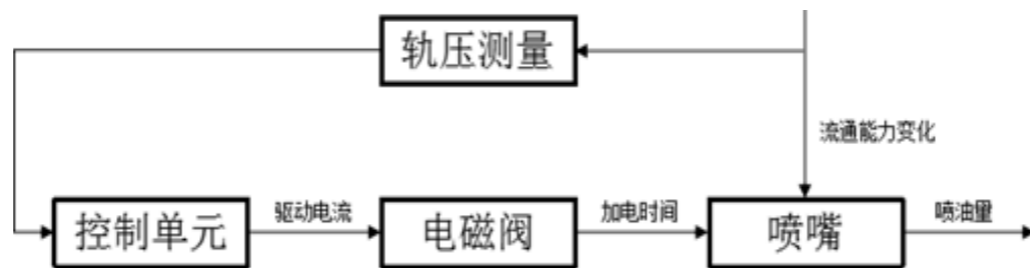 轨压测量
流通能力变化
控制单元
驱动电流
电磁阀
加电时间
喷嘴
喷油量